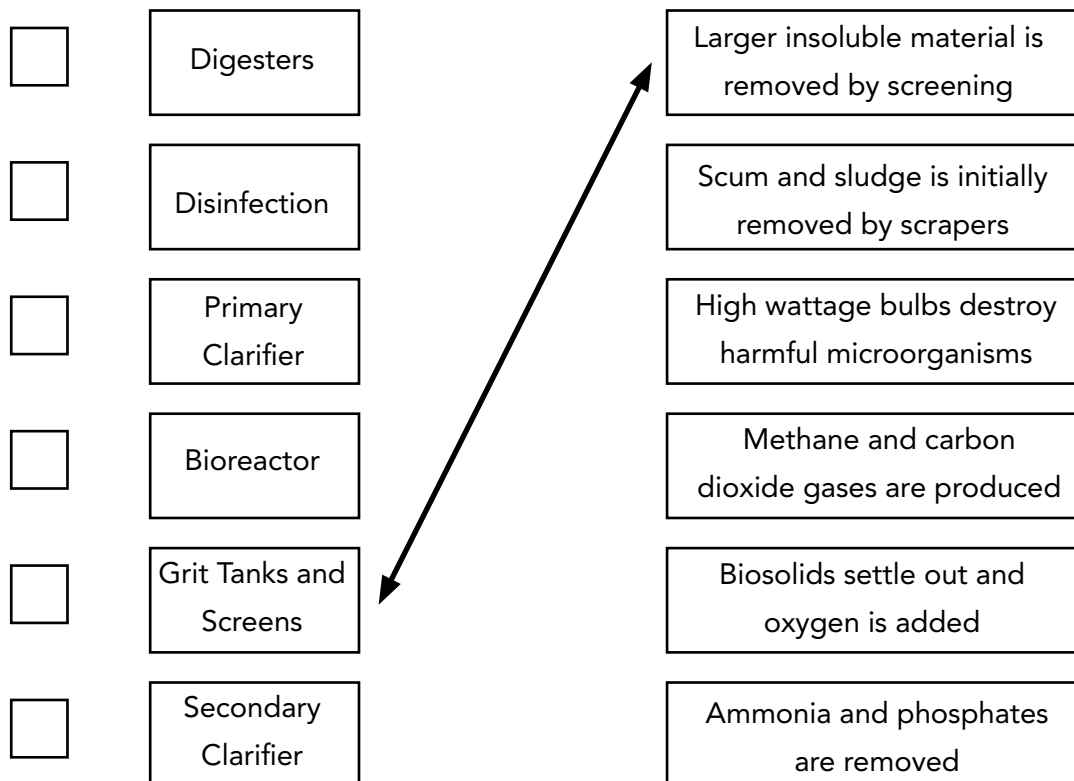 Digesters
Larger insoluble material is
removed by screening
Disinfection
Scum and sludge is initially
removed by scrapers
Primary
Clarifier
High wattage bulbs destroy
harmful microorganisms
Bioreactor
Methane and carbon
dioxide gases are produced
Grit Tanks and
Screens
Biosolids settle out and
oxygen is added
Secondary
Clarifier
Ammonia and phosphates
are removed